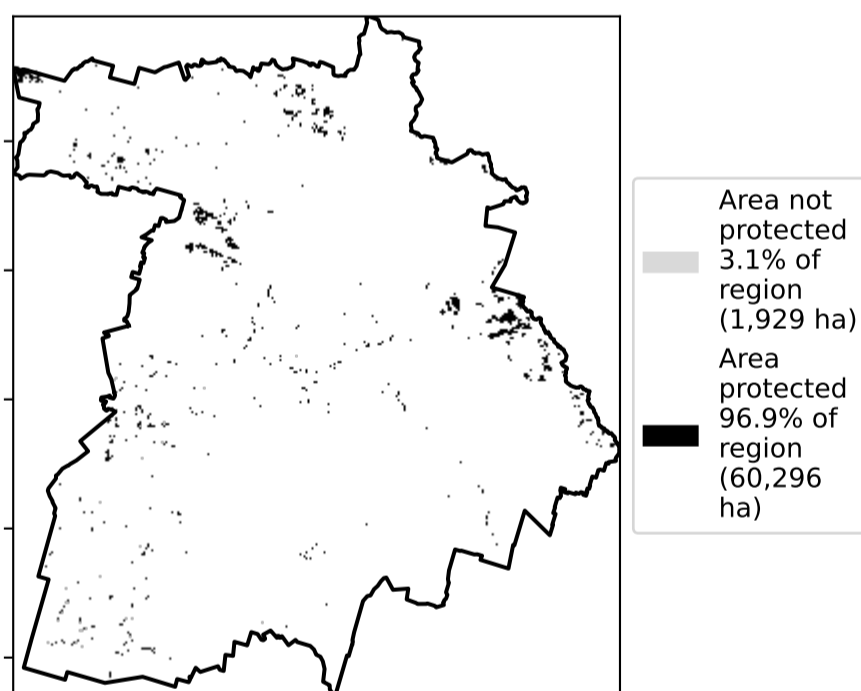 Area not
protected
3.1% of
region
(1,929 ha)
Area
protected
96.9% of
region
(60,296
ha)